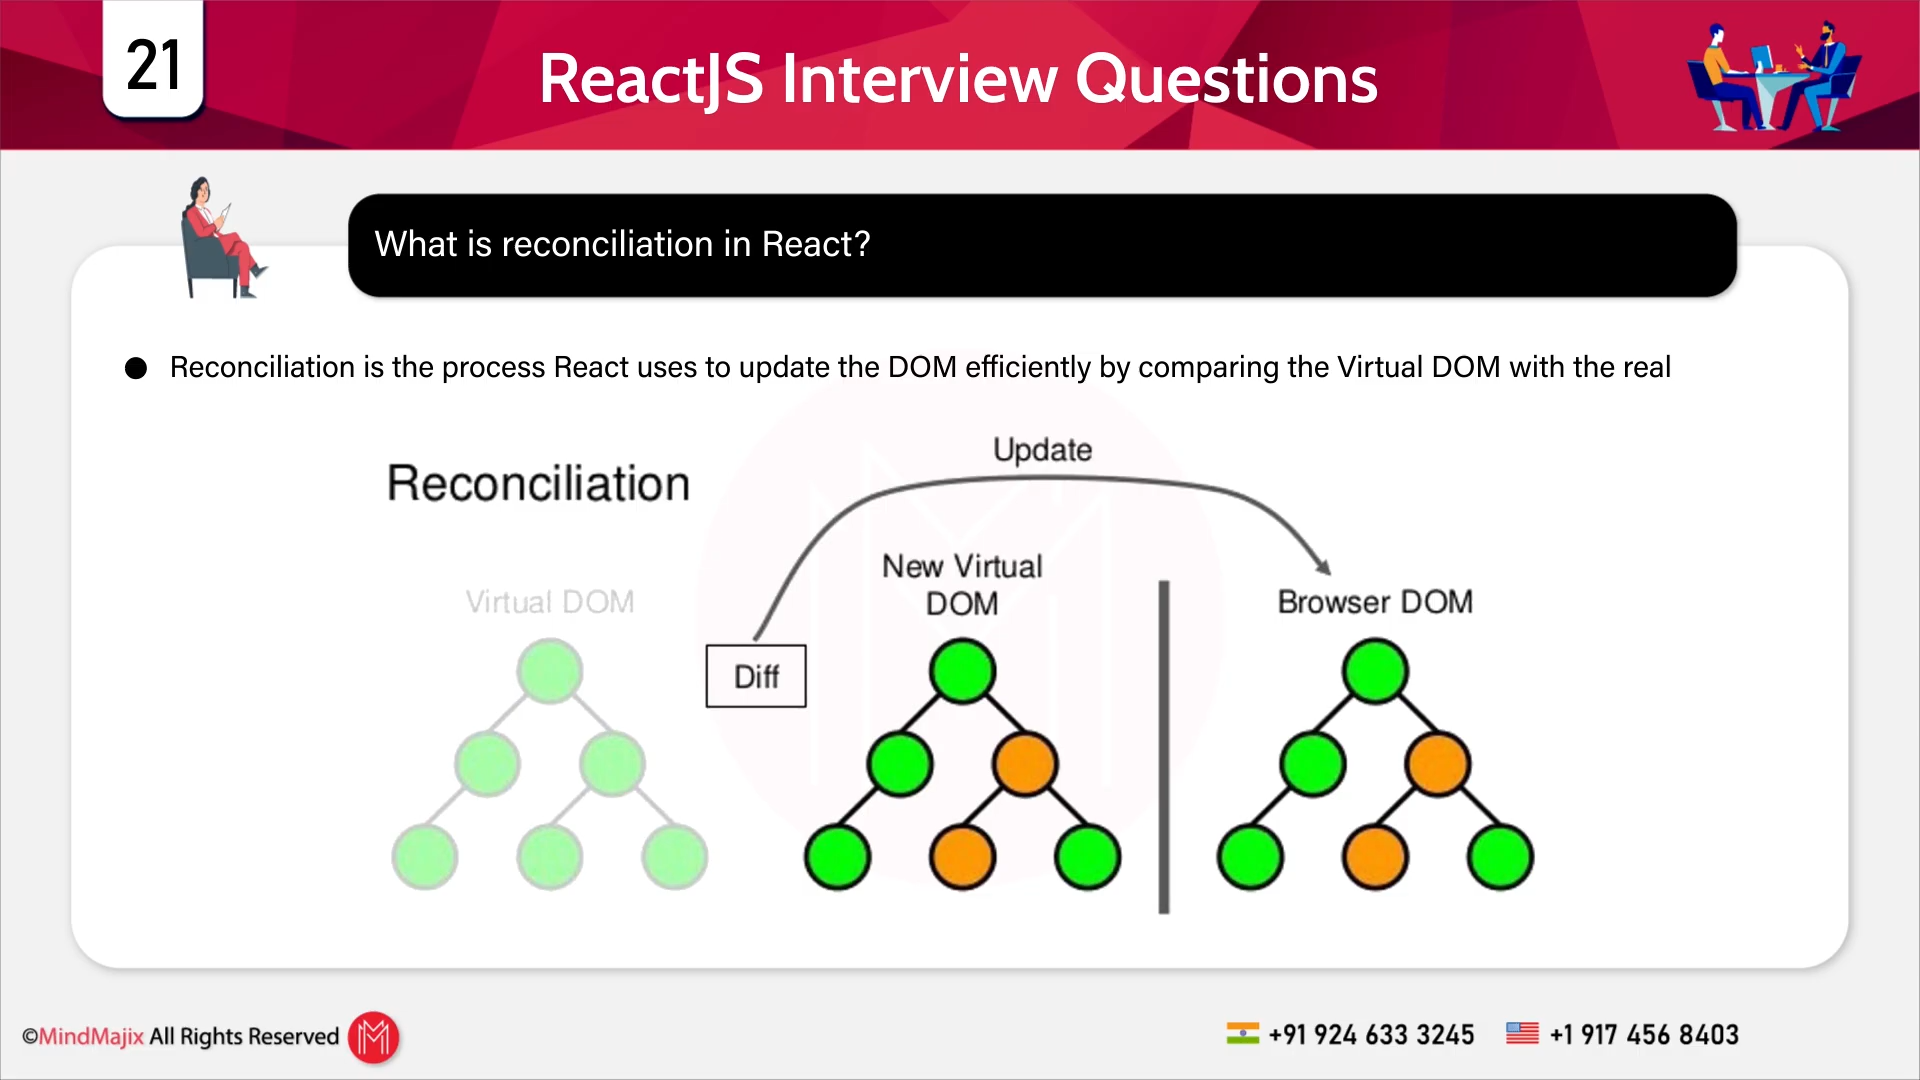 21
ReactJS Interview Questions
What is reconciliation in React?
● Reconciliation is the process React uses to update the DOM efficiently by comparing the Virtual DOM with the real
Update
Reconciliation
New Virtual
DOM
Virtual DOM
Browser DOM
Diff
©MindMajix All Rights Reserved
+91 924 633 3245
+1 917 456 8403